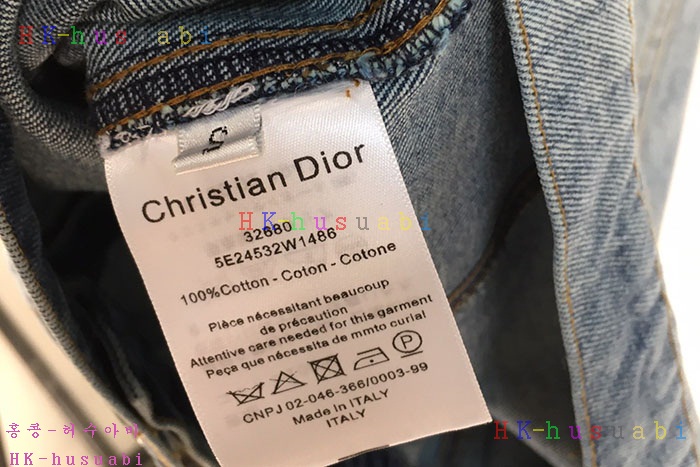 HK-husuabi
S
Christian Dior
HK-husuabi
32680
5E24532W1486
100%Cotton - Coton - Cotone
Pièce nécessitant beaucoup
de précaution
Attentive care needed for this garment
Peça que necessita de mmto curial
CNPJ 02-046-366/0003-99
Made in ITALY
ITALY
홍콩-허수아비
HK-husuabi
HK-husuabi